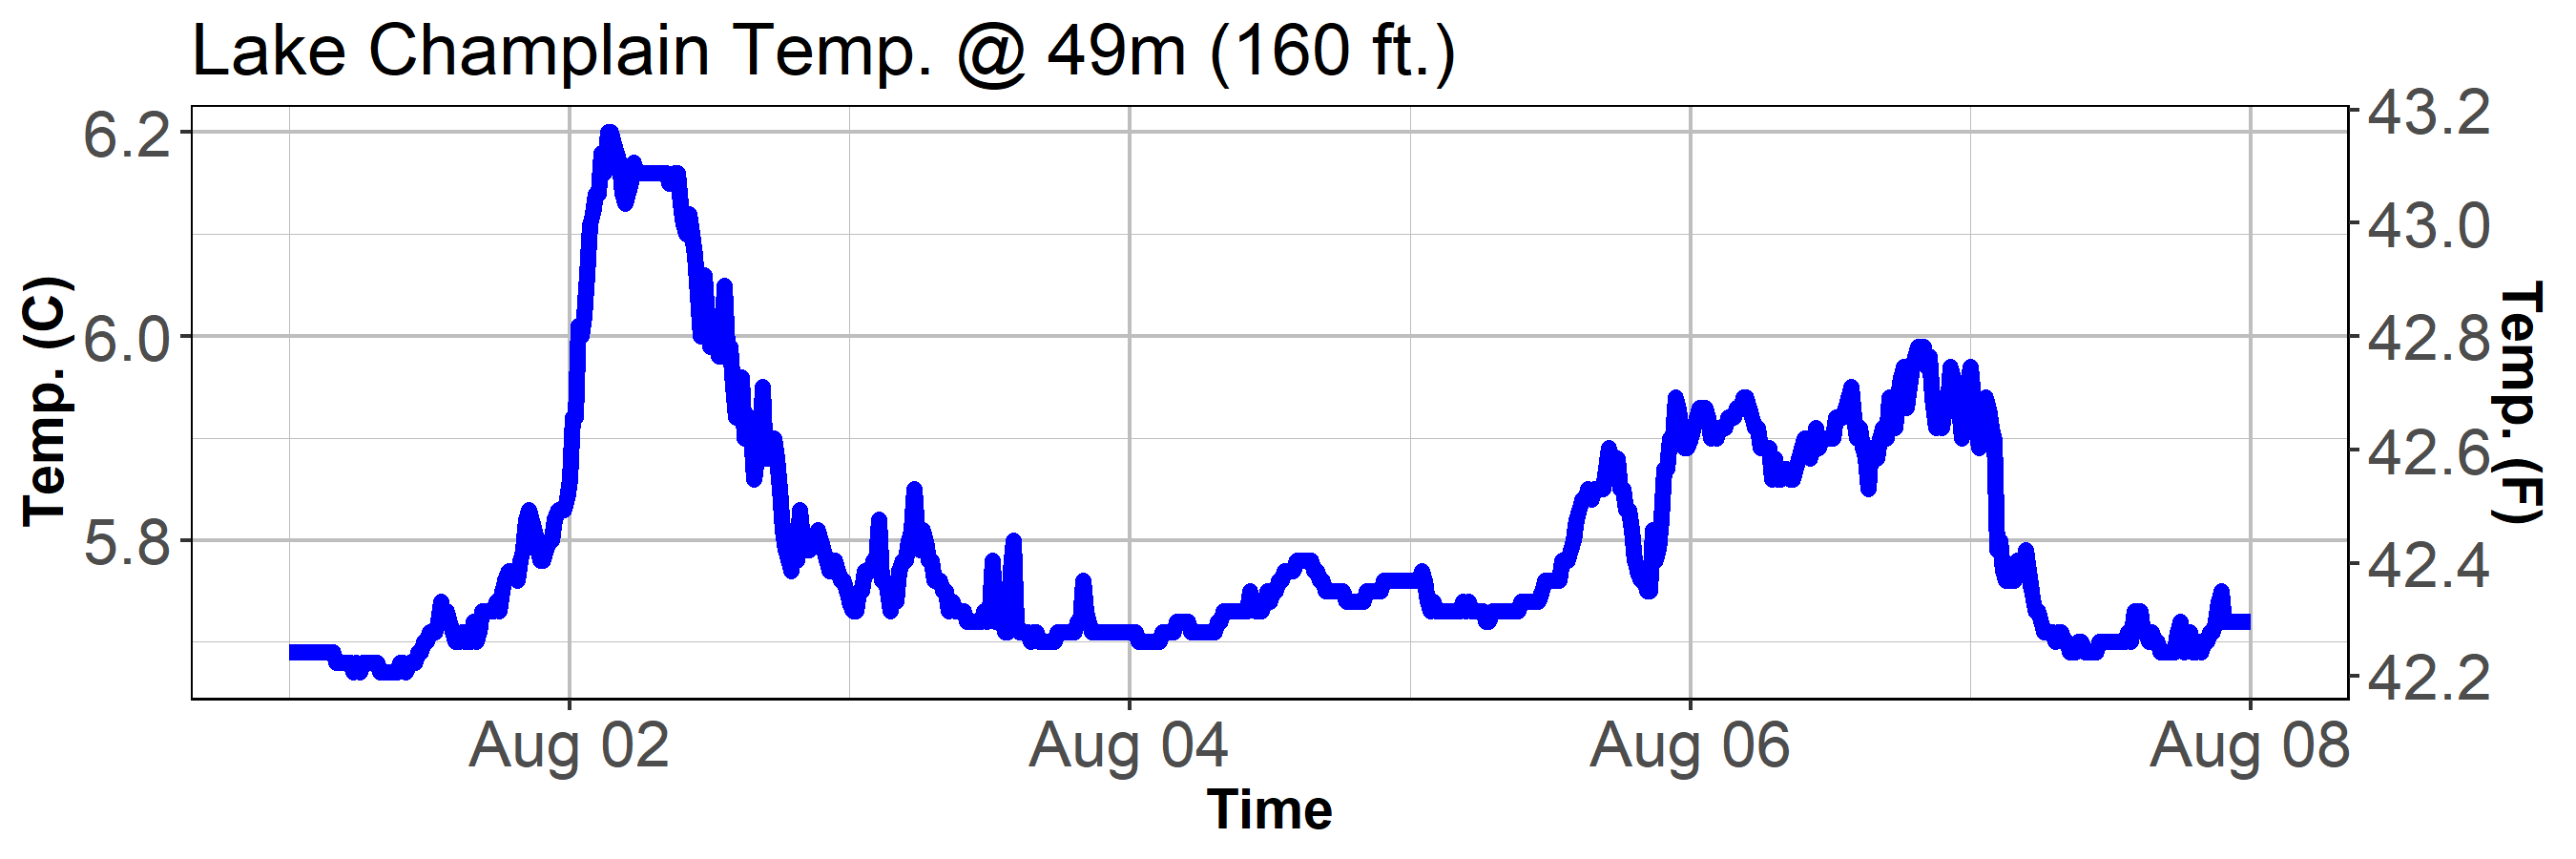 Lake Champlain Temp. @ 49m (160 ft.)
6.2
6.0
5.8
Temp. (C)
43.2
43.0
42.8
42.6
42.4
42.2
Temp. (F)
Aug 02 Aug 04 Aug 06 Aug 08
Time